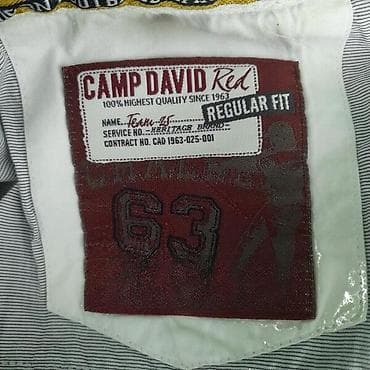 CAMP DAVID Red
100% HIGHEST QUALITY SINCE 1963
REGULAR FIT
NAME. Team-25
SERVICE NO. HERITAGE BRAND
CONTRACT NO. CAD 1963-025-001
63